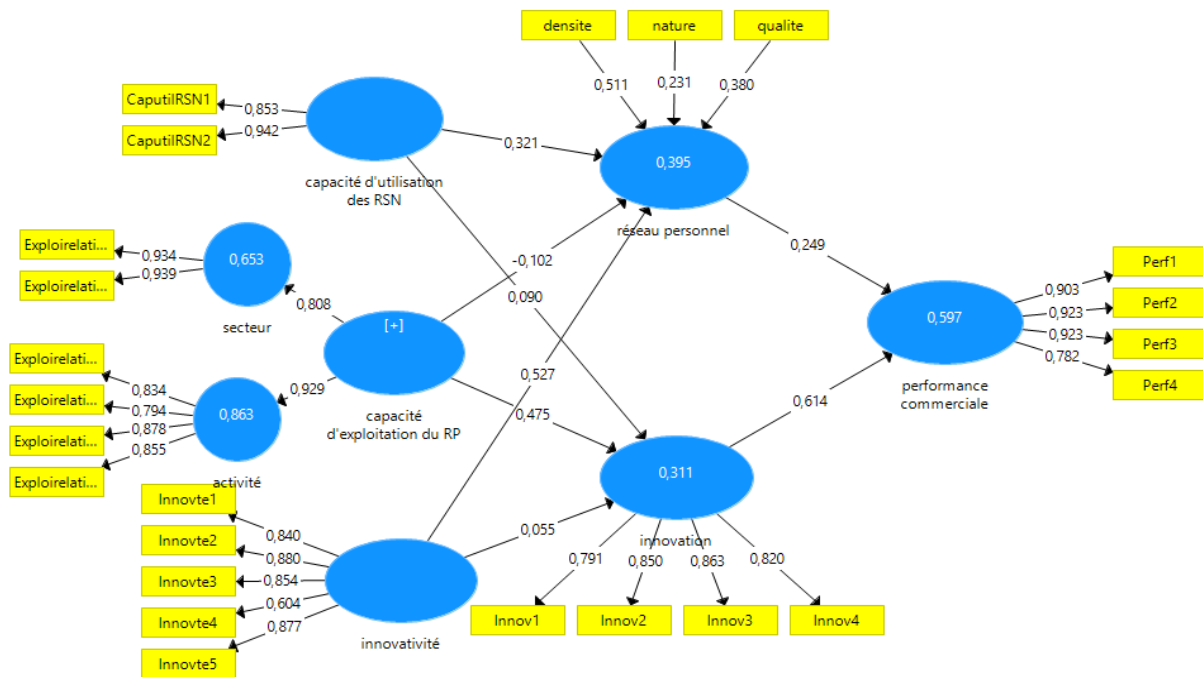 densite
nature
qualite
0,511
0,231
0,380
CaputilRSN1
CaputilRSN2
0,853
0,942
capacité d'utilisation
des RSN
0,321
0,395
réseau personnel
Exploirelati...
Exploirelati...
0,934
0,939
0,653
secteur
0,808
-0,102
0,090
0,249
[+]
capacité
d'exploitation du RP
0,527
0,475
0,597
performance
commerciale
0,903
0,923
0,923
0,782
Perf1
Perf2
Perf3
Perf4
Exploirelati...
Exploirelati...
Exploirelati...
Exploirelati...
0,834
0,794
0,878
0,855
0,863
activité
0,929
0,614
0,311
innovation
Innovte1
Innovte2
Innovte3
Innovte4
Innovte5
0,840
0,880
0,854
0,604
0,877
innovativité
0,055
0,791
0,850
0,863
0,820
Innov1
Innov2
Innov3
Innov4